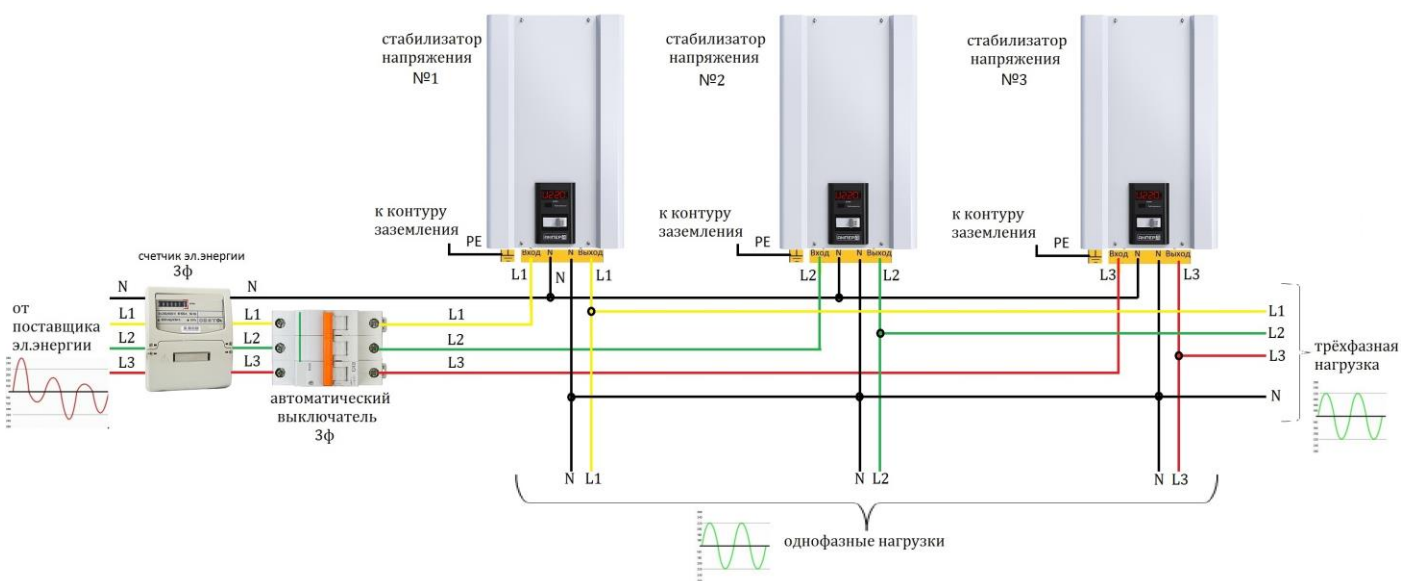 стабилизатор
напряжения
№1
стабилизатор
напряжения
№2
стабилизатор
напряжения
№3
к контуру
заземления
PE
к контуру
заземления
PE
к контуру
заземления
PE
Вход N N Выход
Вход N N Выход
Вход N N Выход
L1 N L1
L2 L2
L3 L3
счетчик эл.энергии
3ф
от
поставщика
эл.энергии
N N
L1 L1 L1
L2 L2 L2
L3 L3 L3
автоматический
выключатель
3ф
L1
L2
L3
N
трёхфазная
нагрузка
N L1
N L2
N L3
однофазные нагрузки